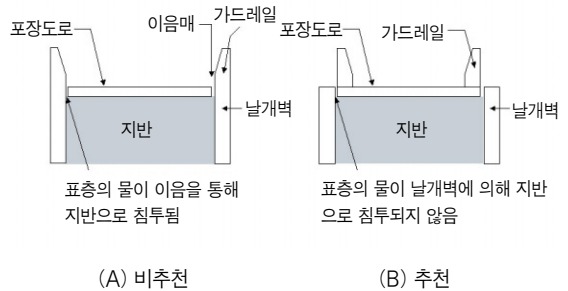 포장도로
이음매
가드레일
날개벽
지반
표층의 물이 이음을 통해
지반으로 침투됨
(A) 비추천
포장도로
가드레일
날개벽
지반
표층의 물이 날개벽에 의해 지반
으로 침투되지 않음
(B) 추천